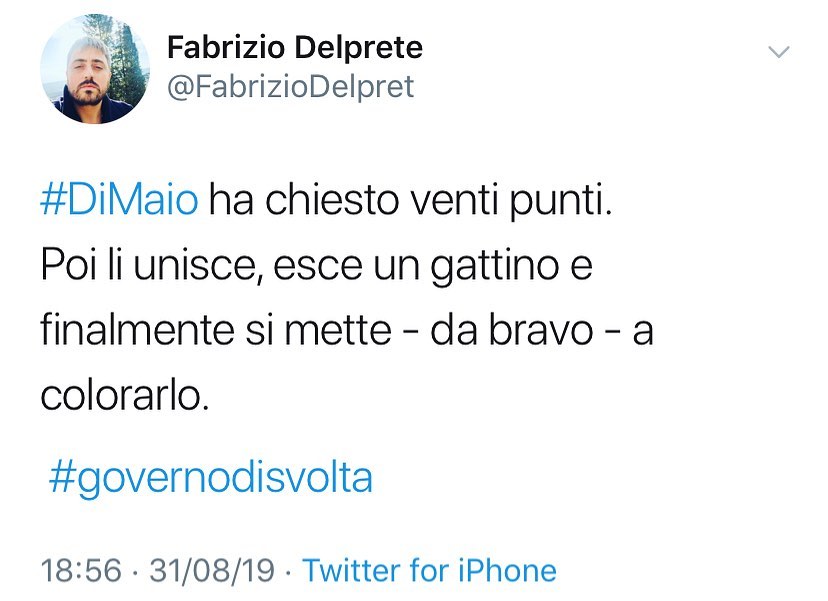 Fabrizio Delprete
@FabrizioDelpret
#DiMaio ha chiesto venti punti.
Poi li unisce, esce un gattino e
finalmente si mette - da bravo - a
colorarlo.
#governodisvolta
18:56 · 31/08/19 · Twitter for iPhone